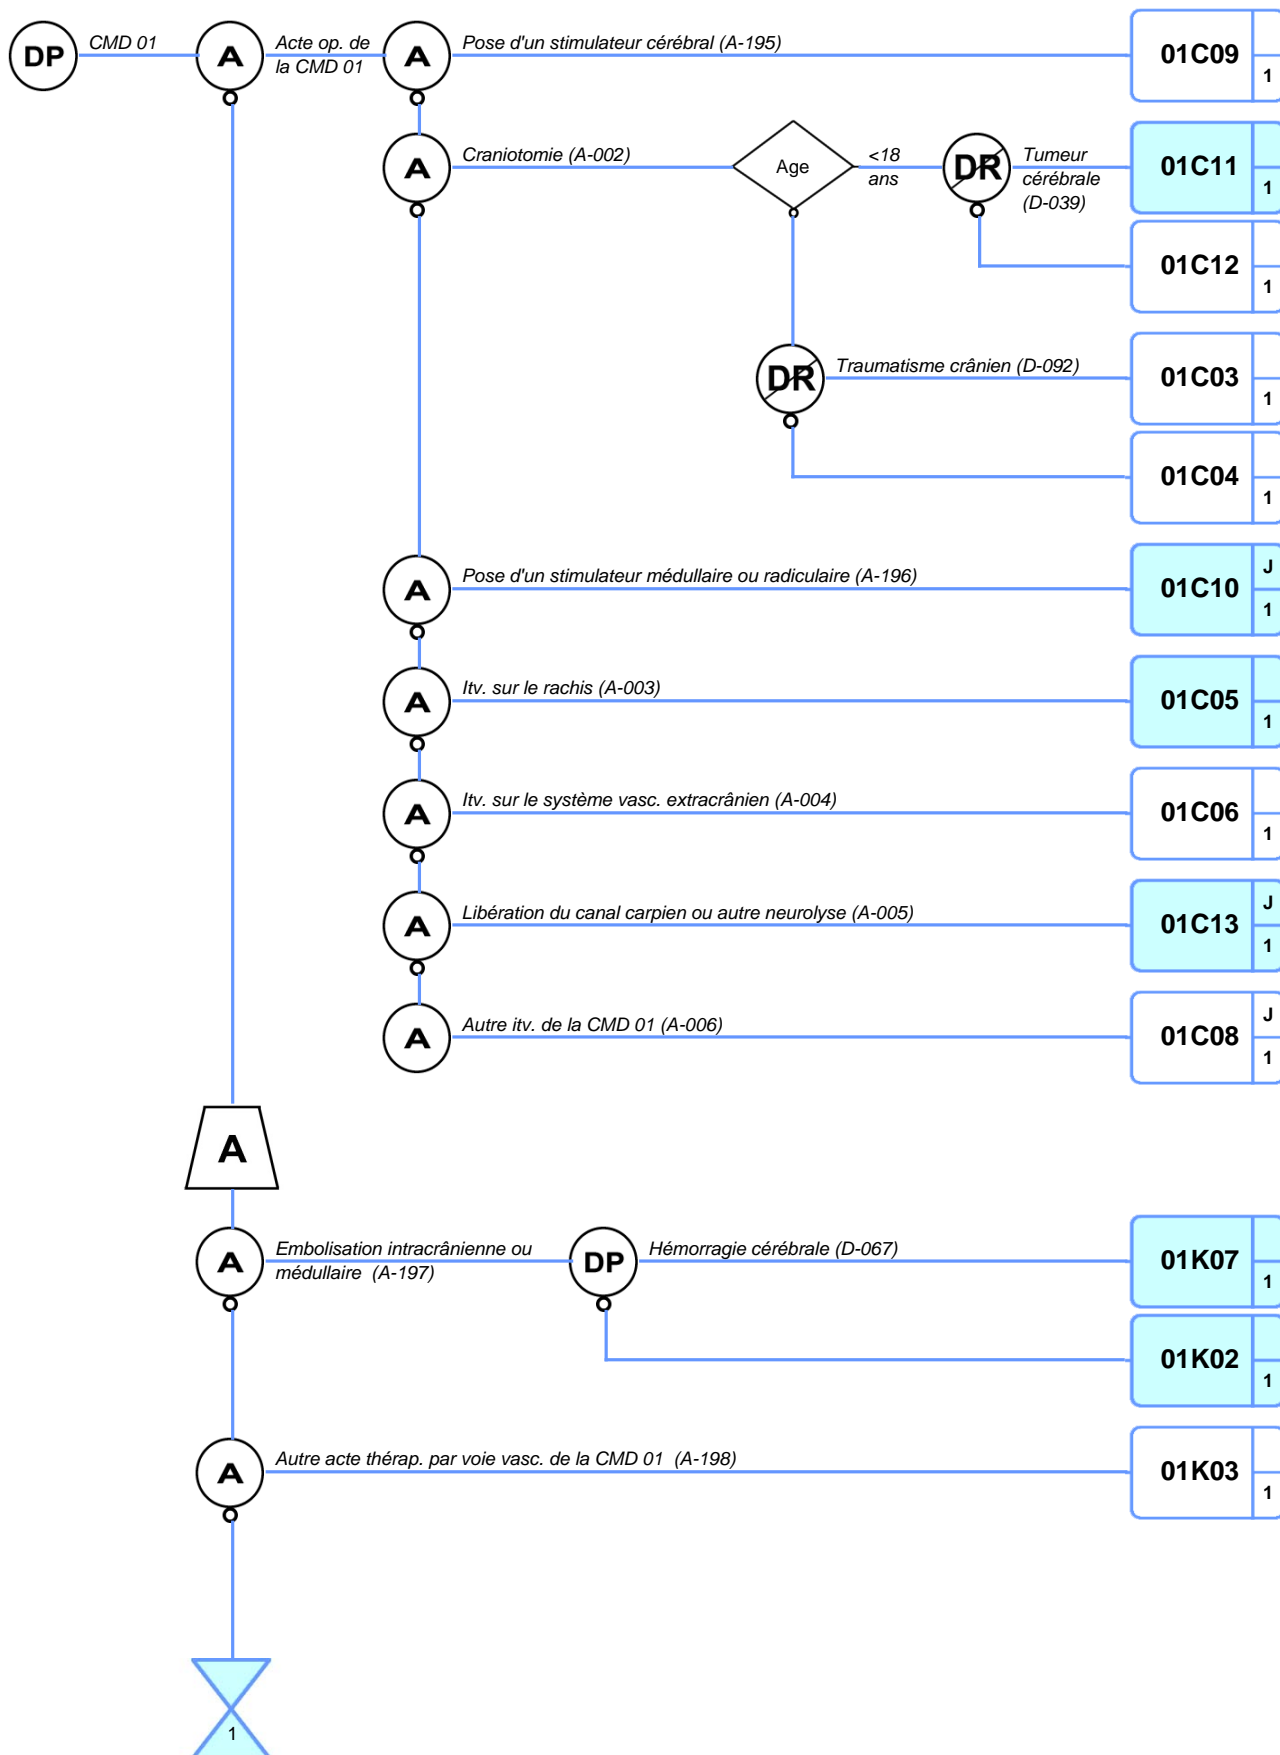 DP
CMD 01
A
Acte op. de
la CMD 01
A
Pose d'un stimulateur cérébral (A-195)
01C09
1
A
Craniotomie (A-002)
Age
<18
ans
DR
Tumeur
cérébrale
(D-039)
01C11
1
01C12
1
DR
Traumatisme crânien (D-092)
01C03
1
01C04
1
A
Pose d'un stimulateur médullaire ou radiculaire (A-196)
01C10
J
1
A
Itv. sur le rachis (A-003)
01C05
1
A
Itv. sur le système vasc. extracrânien (A-004)
01C06
1
A
Libération du canal carpien ou autre neurolyse (A-005)
01C13
J
1
A
Autre itv. de la CMD 01 (A-006)
01C08
J
1
A
A
Embolisation intracrânienne ou
médullaire (A-197)
DP
Hémorragie cérébrale (D-067)
01K07
1
01K02
1
A
Autre acte thérap. par voie vasc. de la CMD 01 (A-198)
01K03
1
1